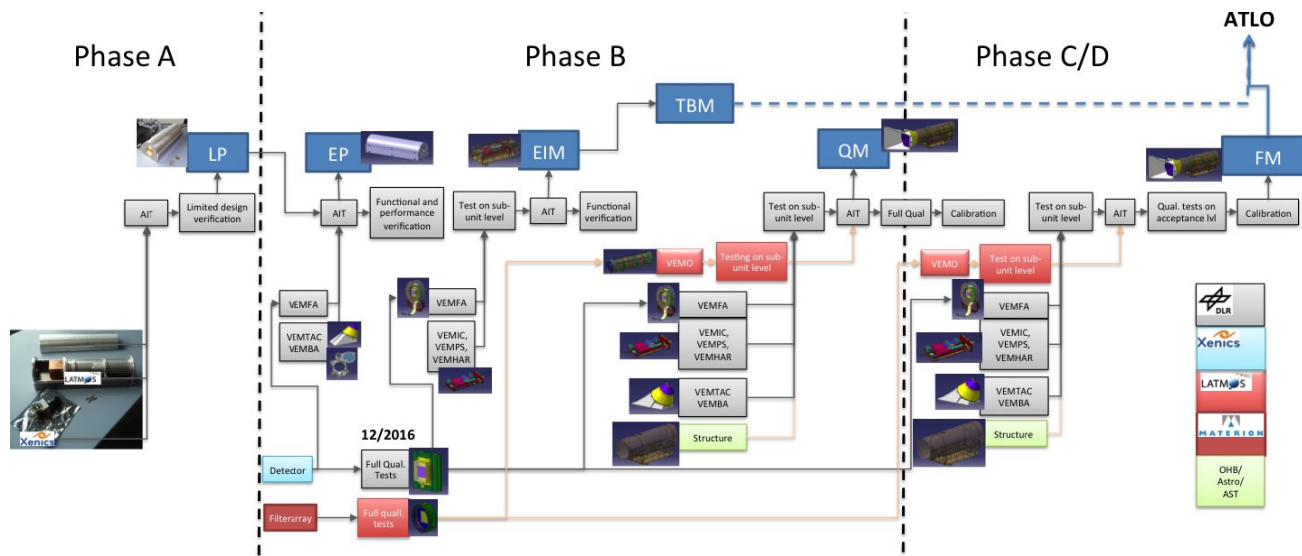 ATLO
Phase A
Phase B
Phase C/D
TBM
LP
EP
EIM
QM
FM
AIT
Limited design
verification
AIT
Functional and
performance
verification
Test on sub-
unit level
AIT
Functional
verification
Test on sub-
unit level
AIT
Full Qual
Calibration
Test on sub-
unit level
AIT
Qual. tests on
acceptance lvl
Calibration
VEMO
Testing on sub-
unit level
VEMO
Test on sub-
unit level
VEMFA
VEMTAC
VEMBA
VEMFA
VEMIC,
VEMPS,
VEMHAR
VEMFA
VEMIC,
VEMPS,
VEMHAR
VEMTAC
VEMBA
Structure
VEMFA
VEMIC,
VEMPS,
VEMHAR
VEMTAC
VEMBA
Structure
LATMOS
Xenics
12/2016
Detector
Full Qual.
Tests
Filterarray
Full quall.
tests
DLR
Xenics
LATMOS
MATERION
OHB/
Astro/
AST